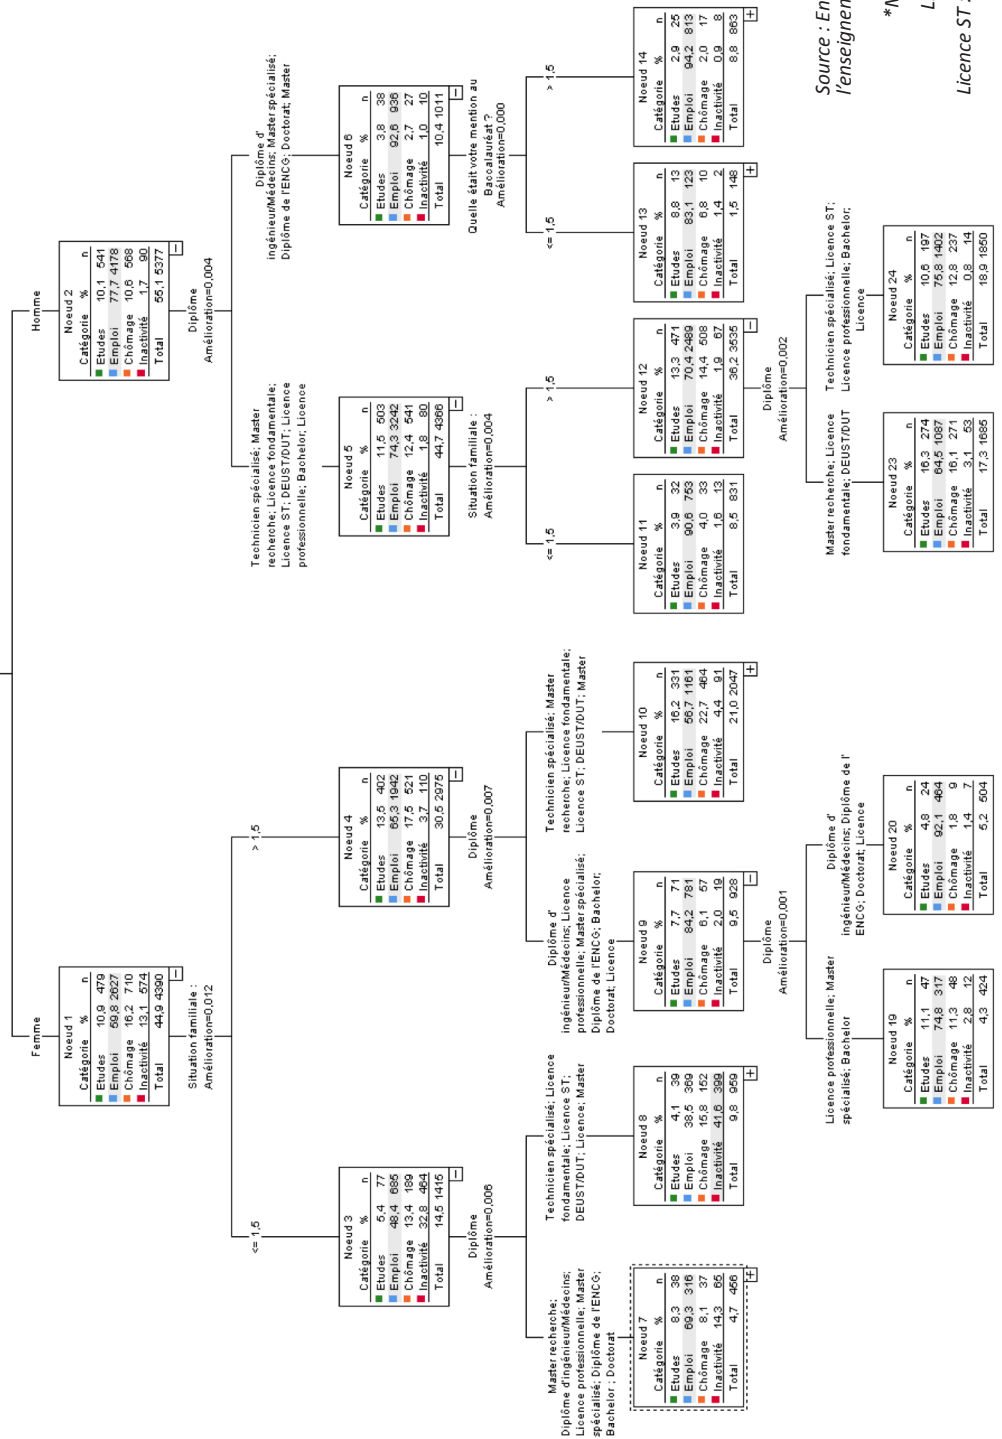 Femme
Homme
Noeud 1
Catégorie % n
Etudes 10,9 479
Emploi 59,8 2627
Chômage 16,2 710
Inactivité 13,1 574
Total 44,9 4390
Situation familiale :
Amélioration=0,012
Noeud 2
Catégorie % n
Etudes 10,1 541
Emploi 77,7 4178
Chômage 10,6 568
Inactivité 1,7 90
Total 55,1 5377
Diplôme
Amélioration=0,004
<= 1,5
> 1,5
Technicien spécialisé; Master
recherche; Licence fondamentale;
Licence ST; DEUST/DUT; Licence
professionnelle; Bachelor; Licence
Diplôme d'
ingénieur/Médecins; Master spécialisé;
Diplôme de l'ENCG; Doctorat; Master
Noeud 3
Catégorie % n
Etudes 5,4 77
Emploi 48,4 685
Chômage 13,4 189
Inactivité 32,8 464
Total 14,5 1415
Diplôme
Amélioration=0,006
Noeud 4
Catégorie % n
Etudes 13,5 402
Emploi 65,3 1942
Chômage 17,5 521
Inactivité 3,7 110
Total 30,5 2975
Diplôme
Amélioration=0,007
Noeud 5
Catégorie % n
Etudes 11,5 503
Emploi 74,3 3242
Chômage 12,4 541
Inactivité 1,8 80
Total 44,7 4366
Situation familiale :
Amélioration=0,004
Noeud 6
Catégorie % n
Etudes 3,8 38
Emploi 92,6 936
Chômage 2,7 27
Inactivité 1,0 10
Total 10,4 1011
Quelle était votre mention au
Baccalauréat ?
Amélioration=0,000
Master recherche;
Diplôme d'ingénieur/Médecins;
Licence professionnelle; Master
spécialisé; Diplôme de l'ENCG;
Bachelor ; Doctorat
Technicien spécialisé; Licence
fondamentale; Licence ST;
DEUST/DUT; Licence; Master
Diplôme d'
ingénieur/Médecins; Licence
professionnelle; Master spécialisé;
Diplôme de l'ENCG; Bachelor;
Doctorat; Licence
Technicien spécialisé; Master
recherche; Licence fondamentale;
Licence ST; DEUST/DUT; Master
<= 1,5
> 1,5
<= 1,5
> 1,5
Noeud 7
Catégorie % n
Etudes 8,3 38
Emploi 69,3 316
Chômage 8,1 37
Inactivité 14,3 65
Total 4,7 456
Noeud 8
Catégorie % n
Etudes 4,1 39
Emploi 38,5 369
Chômage 15,8 152
Inactivité 41,6 399
Total 9,8 959
Noeud 9
Catégorie % n
Etudes 7,7 71
Emploi 84,2 781
Chômage 6,1 57
Inactivité 2,0 19
Total 9,5 928
Diplôme
Amélioration=0,001
Noeud 10
Catégorie % n
Etudes 16,2 331
Emploi 56,7 1161
Chômage 22,7 464
Inactivité 4,4 91
Total 21,0 2047
Noeud 11
Catégorie % n
Etudes 3,9 32
Emploi 90,6 753
Chômage 4,0 33
Inactivité 1,6 13
Total 8,5 831
Noeud 12
Catégorie % n
Etudes 13,3 471
Emploi 70,4 2489
Chômage 14,4 508
Inactivité 1,9 67
Total 36,2 3535
Diplôme
Amélioration=0,002
Noeud 13
Catégorie % n
Etudes 8,8 13
Emploi 83,1 123
Chômage 6,8 10
Inactivité 1,4 2
Total 1,5 148
Noeud 14
Catégorie % n
Etudes 2,9 25
Emploi 94,2 813
Chômage 2,0 17
Inactivité 0,9 8
Total 8,8 863
Licence professionnelle; Master
spécialisé; Bachelor
Diplôme d'
ingénieur/Médecins; Diplôme de l'
ENCG; Doctorat; Licence
Master recherche; Licence
fondamentale; DEUST/DUT
Technicien spécialisé; Licence ST;
Licence professionnelle; Bachelor;
Licence
Noeud 19
Catégorie % n
Etudes 11,1 47
Emploi 74,8 317
Chômage 11,3 48
Inactivité 2,8 12
Total 4,3 424
Noeud 20
Catégorie % n
Etudes 4,8 24
Emploi 92,1 464
Chômage 1,8 9
Inactivité 1,4 7
Total 5,2 504
Noeud 23
Catégorie % n
Etudes 16,3 274
Emploi 64,5 1087
Chômage 16,1 271
Inactivité 3,1 53
Total 17,3 1685
Noeud 24
Catégorie % n
Etudes 10,6 197
Emploi 75,8 1402
Chômage 12,8 237
Inactivité 0,8 14
Total 18,9 1850
Source : En
l'enseignen
Licence ST :